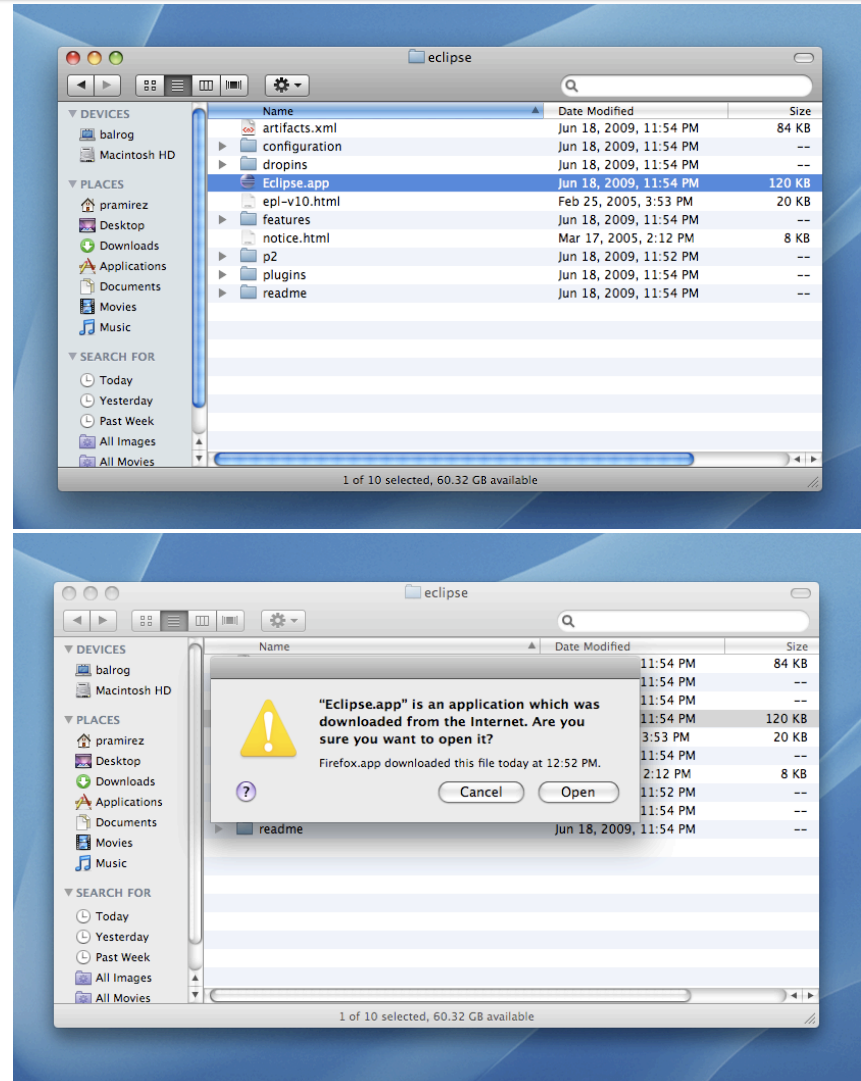 eclipse
Name Date Modified Size
DEVICES
balrog
Macintosh HD
PLACES
pramirez
Desktop
Downloads
Applications
Documents
Movies
Music
SEARCH FOR
Today
Yesterday
Past Week
All Images
All Movies
artifacts.xml Jun 18, 2009, 11:54 PM 84 KB
configuration Jun 18, 2009, 11:54 PM --
dropins Jun 18, 2009, 11:54 PM --
Eclipse.app Jun 18, 2009, 11:54 PM 120 KB
epl-v10.html Feb 25, 2005, 3:53 PM 20 KB
features Jun 18, 2009, 11:54 PM --
notice.html Mar 17, 2005, 2:12 PM 8 KB
p2 Jun 18, 2009, 11:52 PM --
plugins Jun 18, 2009, 11:54 PM --
readme Jun 18, 2009, 11:54 PM --
1 of 10 selected, 60.32 GB available
eclipse
Name Date Modified Size
DEVICES
balrog
Macintosh HD
PLACES
pramirez
Desktop
Downloads
Applications
Documents
Movies
Music
SEARCH FOR
Today
Yesterday
Past Week
All Images
All Movies
11:54 PM 84 KB
11:54 PM --
11:54 PM --
11:54 PM 120 KB
3:53 PM 20 KB
11:54 PM --
2:12 PM 8 KB
11:52 PM --
11:54 PM --
readme Jun 18, 2009, 11:54 PM --
"Eclipse.app" is an application which was
downloaded from the Internet. Are you
sure you want to open it?
Firefox.app downloaded this file today at 12:52 PM.
? Cancel Open
1 of 10 selected, 60.32 GB available